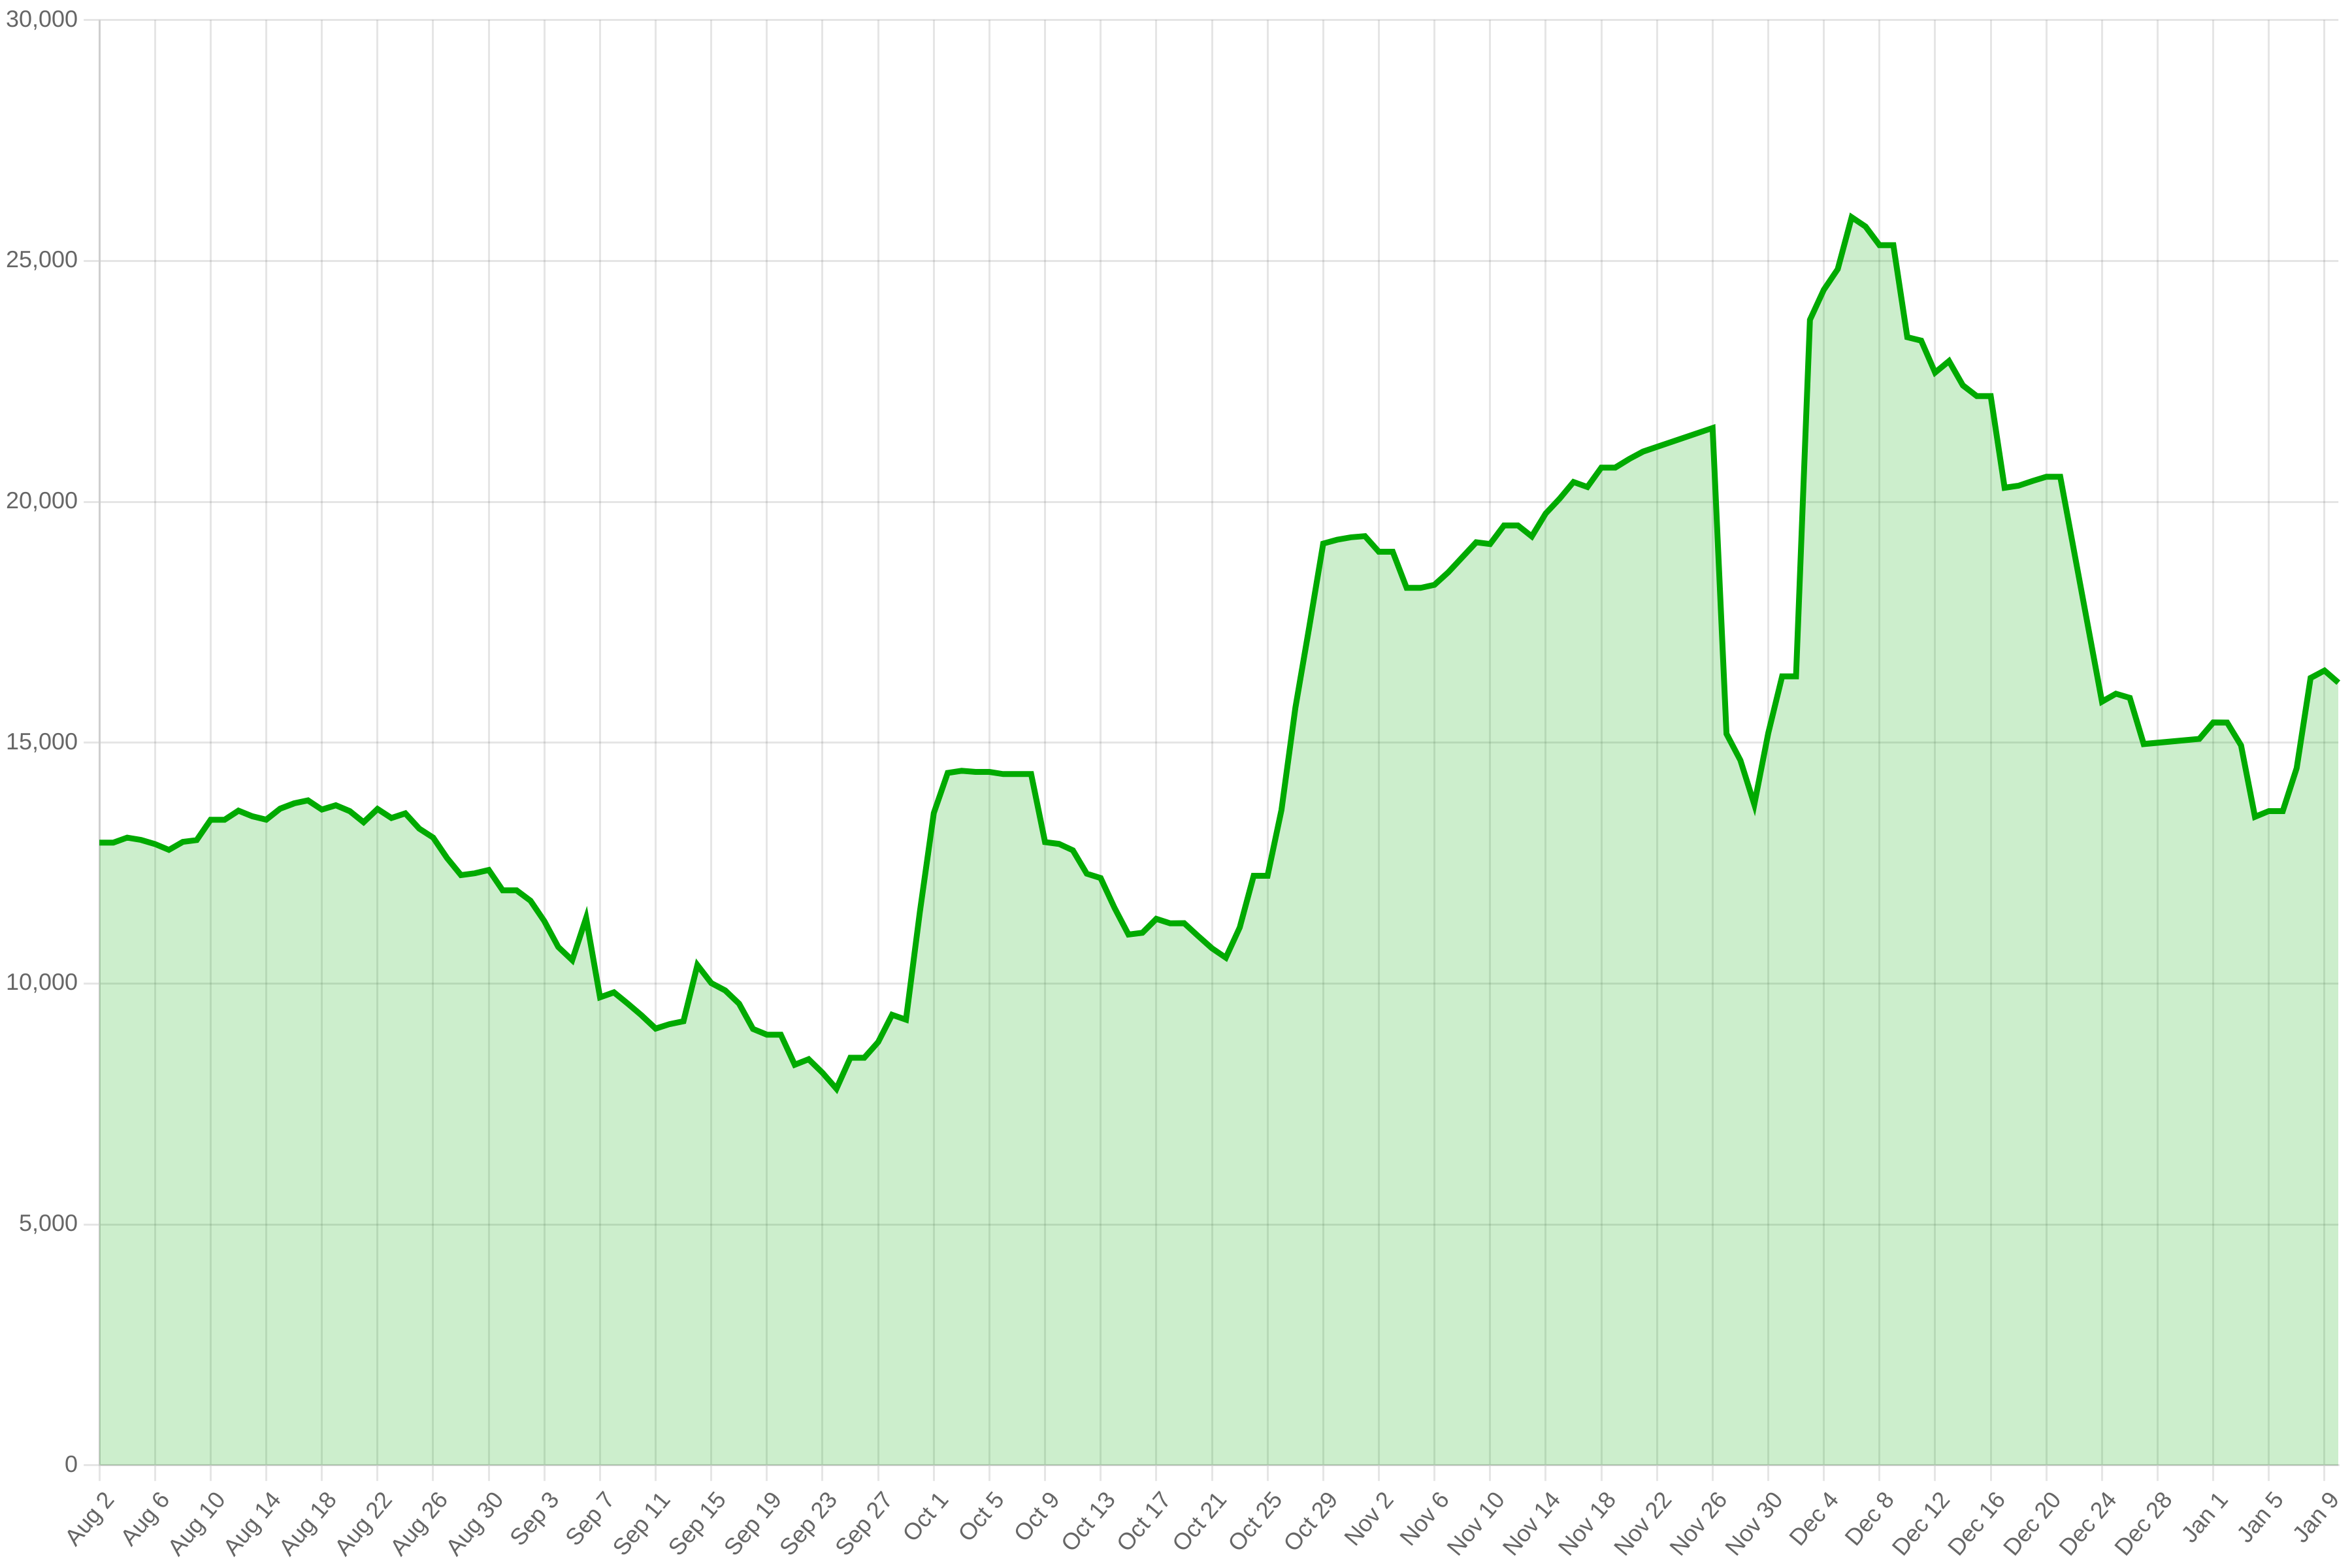 30,000
25,000
20,000
15,000
10,000
5,000
0
Aug 2
Aug 6
Aug 10
Aug 14
Aug 18
Aug 22
Aug 26
Aug 30
Sep 3
Sep 7
Sep 11
Sep 15
Sep 19
Sep 23
Sep 27
Oct 1
Oct 5
Oct 9
Oct 13
Oct 17
Oct 21
Oct 25
Oct 29
Nov 2
Nov 6
Nov 10
Nov 14
Nov 18
Nov 22
Nov 26
Nov 30
Dec 4
Dec 8
Dec 12
Dec 16
Dec 20
Dec 24
Dec 28
Jan 1
Jan 5
Jan 9